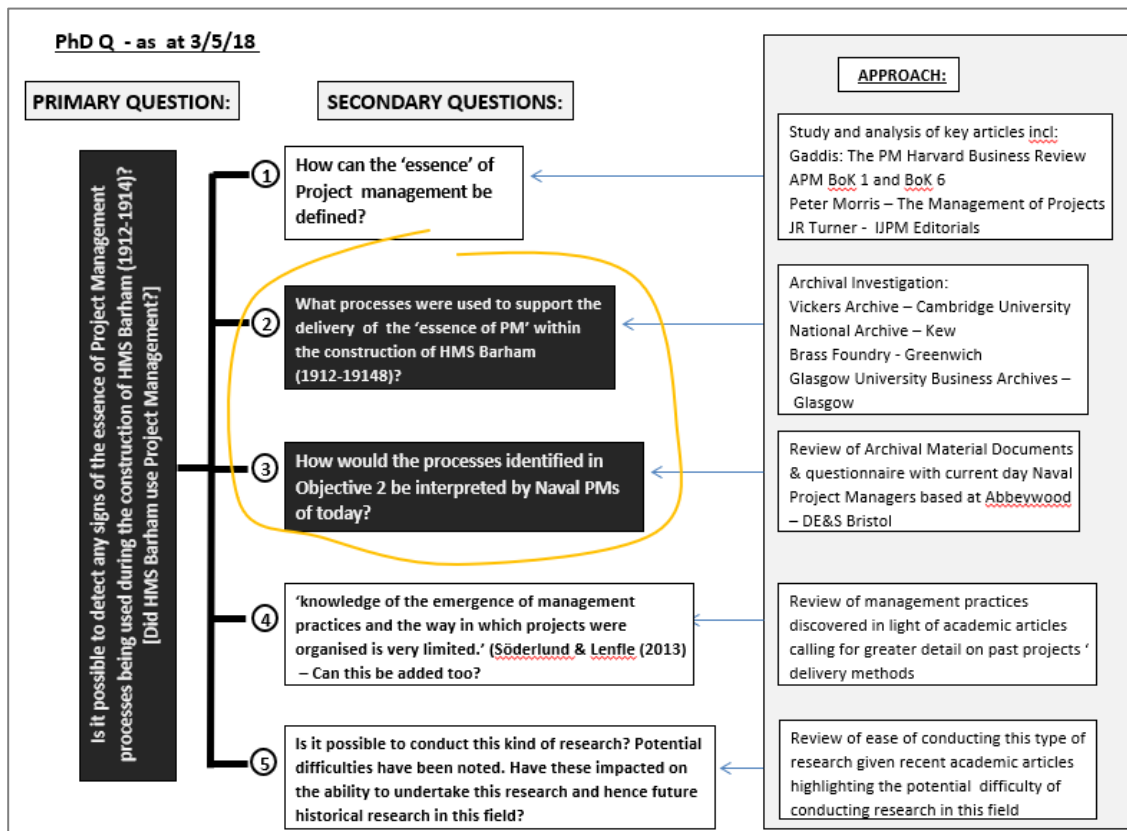 PhD Q - as at 3/5/18
PRIMARY QUESTION:
SECONDARY QUESTIONS:
APPROACH:
Is it possible to detect any signs of the essence of Project Management
processes being used during the construction of HMS Barham (1912-1914)?
[Did HMS Barham use Project Management?]
1
How can the ‘essence’ of
Project management be
defined?
Study and analysis of key articles incl:
Gaddis: The PM Harvard Business Review
APM BoK 1 and BoK 6
Peter Morris – The Management of Projects
JR Turner - IJPM Editorials
2
What processes were used to support the
delivery of the ‘essence of PM’ within
the construction of HMS Barham
(1912-19148)?
Archival Investigation:
Vickers Archive – Cambridge University
National Archive – Kew
Brass Foundry - Greenwich
Glasgow University Business Archives –
Glasgow
3
How would the processes identified in
Objective 2 be interpreted by Naval PMs
of today?
Review of Archival Material Documents
& questionnaire with current day Naval
Project Managers based at Abbeywood
– DE&S Bristol
4
‘knowledge of the emergence of management
practices and the way in which projects were
organised is very limited.’ (Söderlund & Lenfle (2013)
– Can this be added too?
Review of management practices
discovered in light of academic articles
calling for greater detail on past projects ‘
delivery methods
5
Is it possible to conduct this kind of research? Potential
difficulties have been noted. Have these impacted on
the ability to undertake this research and hence future
historical research in this field?
Review of ease of conducting this type of
research given recent academic articles
highlighting the potential difficulty of
conducting research in this field